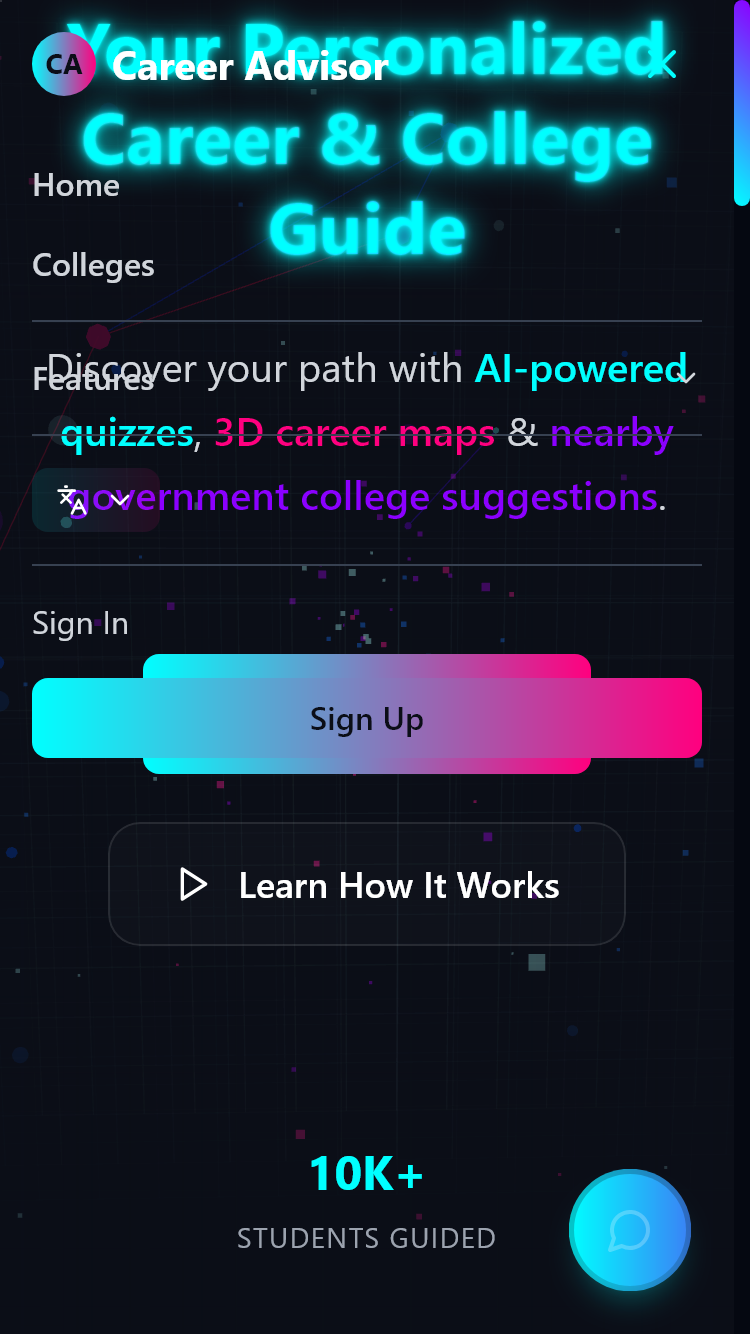 Your Personalized
CA Career Advisor
Career & College
Home
Guide
Colleges
Discover your path with AI-powered
Features
quizzes, 3D career maps & nearby
government college suggestions.
Sign In
Sign Up
Learn How It Works
10K+
STUDENTS GUIDED